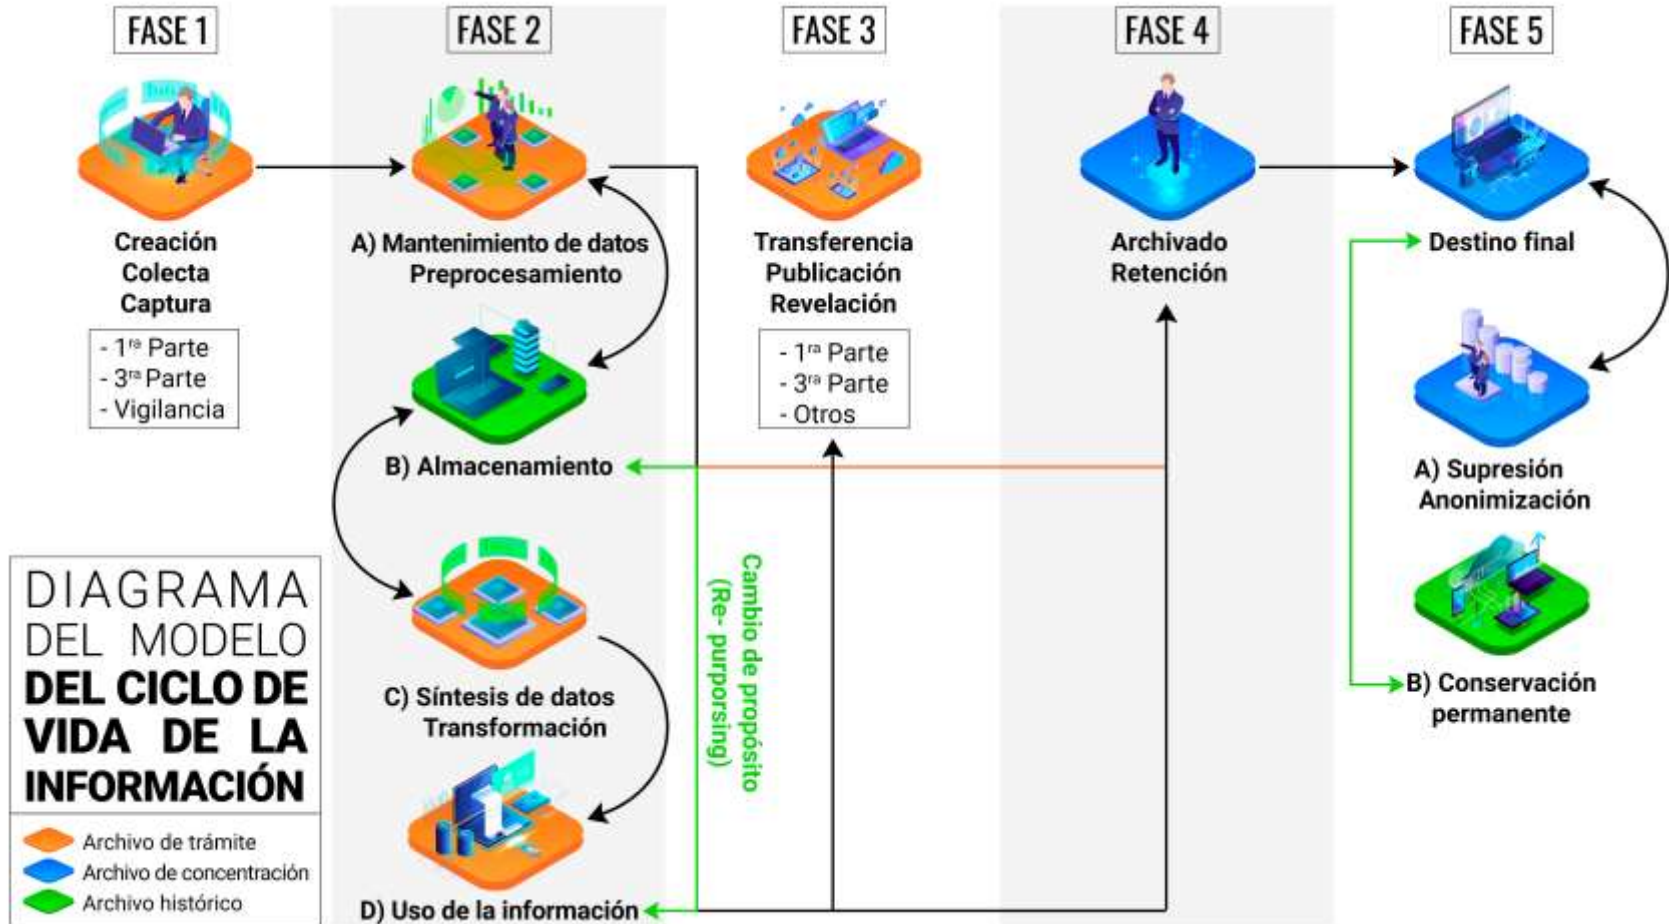 FASE 1
FASE 2
FASE 3
FASE 4
FASE 5
Creación
Colecta
Captura
- 1ra Parte
- 3ra Parte
- Vigilancia
A) Mantenimiento de datos
Preprocesamiento
B) Almacenamiento
C) Síntesis de datos
Transformación
D) Uso de la información
Cambio de propósito
(Re- purporsing)
Transferencia
Publicación
Revelación
- 1ra Parte
- 3ra Parte
- Otros
Archivado
Retención
Destino final
A) Supresión
Anonimización
B) Conservación
permanente
DIAGRAMA
DEL MODELO
DEL CICLO DE
VIDA DE LA
INFORMACIÓN
Archivo de trámite
Archivo de concentración
Archivo histórico